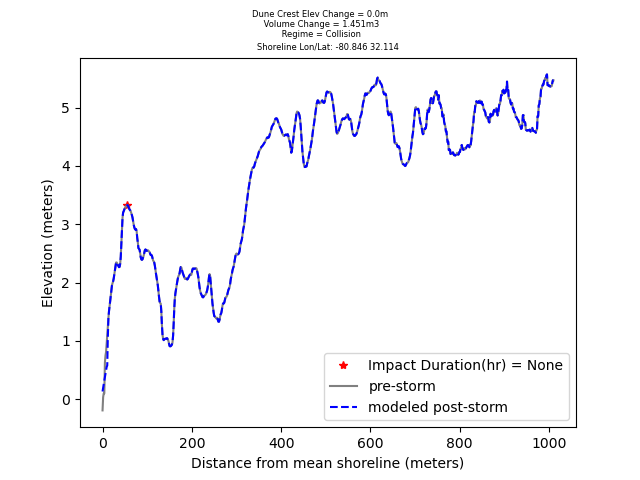 Dune Crest Elev Change = 0.0m
Volume Change = 1.451m3
Regime = Collision
Shoreline Lon/Lat: -80.846 32.114
5
4
3
2
1
0
Elevation (meters)
Impact Duration(hr) = None
pre-storm
modeled post-storm
0 200 400 600 800 1000
Distance from mean shoreline (meters)